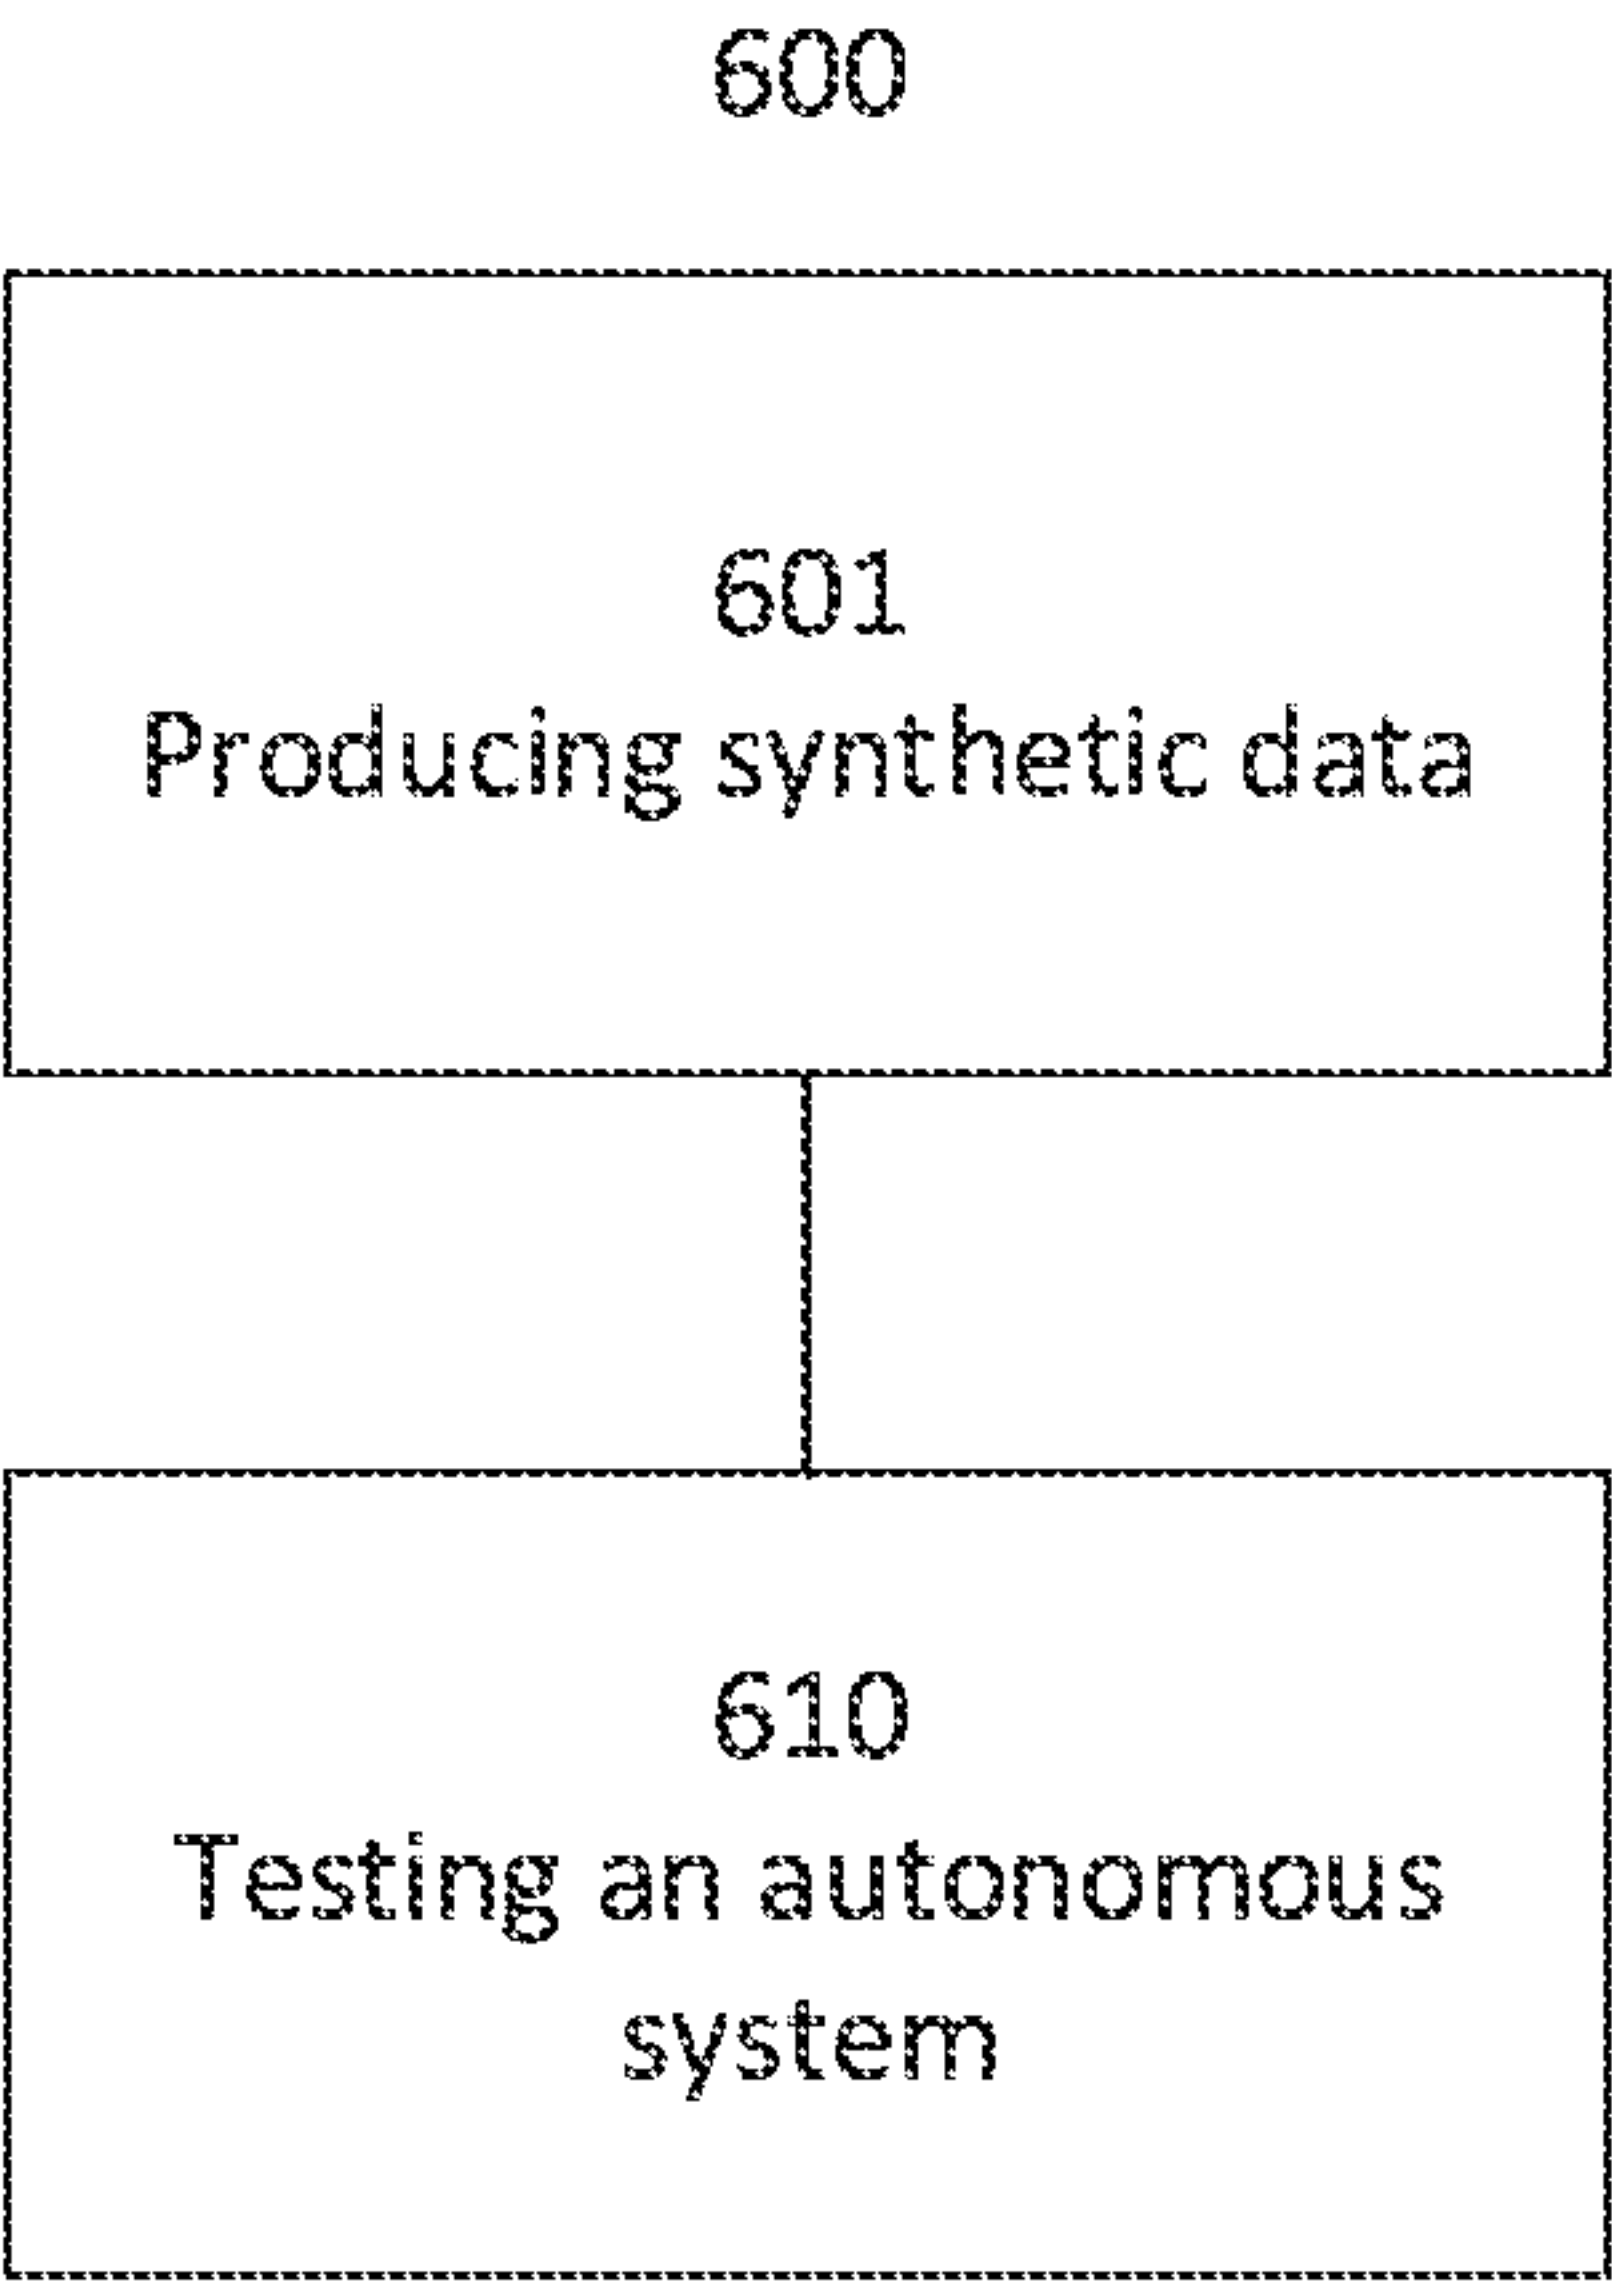 600
601
Producing synthetic data
610
Testing an autonomous
system